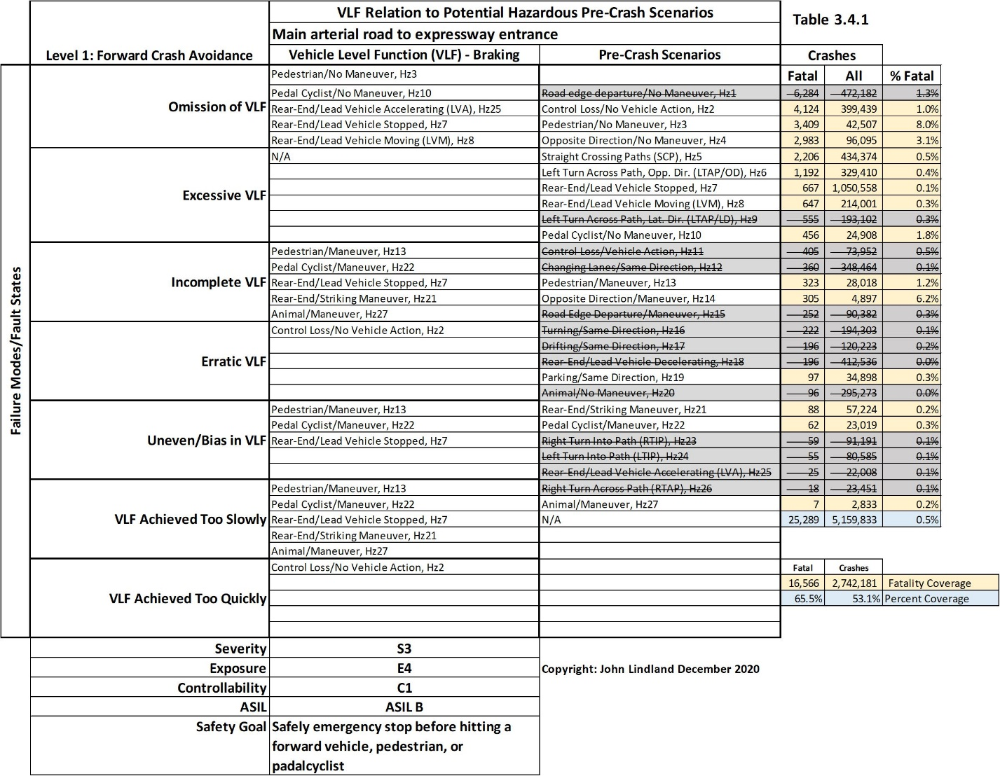 VLF Relation to Potential Hazardous Pre-Crash Scenarios
Table 3.4.1
Main arterial road to expressway entrance
Level 1: Forward Crash Avoidance Vehicle Level Function (VLF) - Braking Pre-Crash Scenarios Crashes
Pedestrian/No Maneuver, Hz3 Fatal All % Fatal
Pedal Cyclist/No Maneuver, Hz10 Road edge departure/No Maneuver, Hz1 6,284 472,182 1.3%
Omission of VLF Rear-End/Lead Vehicle Accelerating (LVA), Hz25 Control Loss/No Vehicle Action, Hz2 4,124 399,439 1.0%
Rear-End/Lead Vehicle Stopped, Hz7 Pedestrian/No Maneuver, Hz3 3,409 42,507 8.0%
Rear-End/Lead Vehicle Moving (LVM), Hz8 Opposite Direction/No Maneuver, Hz4 2,983 96,095 3.1%
N/A Straight Crossing Paths (SCP), Hz5 2,206 434,374 0.5%
Left Turn Across Path, Opp. Dir. (LTAP/OD), Hz6 1,192 329,410 0.4%
Excessive VLF Rear-End/Lead Vehicle Stopped, Hz7 667 1,050,558 0.1%
Rear-End/Lead Vehicle Moving (LVM), Hz8 647 214,001 0.3%
Left Turn Across Path, Lat. Dir. (LTAP/LD), Hz9 555 193,102 0.3%
Pedal Cyclist/No Maneuver, Hz10 456 24,908 1.8%
Pedestrian/Maneuver, Hz13 Control Loss/Vehicle Action, Hz11 405 73,952 0.5%
Pedal Cyclist/Maneuver, Hz22 Changing Lanes/Same Direction, Hz12 360 348,464 0.1%
Incomplete VLF Rear-End/Lead Vehicle Stopped, Hz7 Pedestrian/Maneuver, Hz13 323 28,018 1.2%
Rear-End/Striking Maneuver, Hz21 Opposite Direction/Maneuver, Hz14 305 4,897 6.2%
Animal/Maneuver, Hz27 Road Edge Departure/Maneuver, Hz15 252 90,382 0.3%
Control Loss/No Vehicle Action, Hz2 Turning/Same Direction, Hz16 222 194,303 0.1%
Drifting/Same Direction, Hz17 196 120,223 0.2%
Erratic VLF Rear-End/Lead Vehicle Decelerating, Hz18 196 412,536 0.0%
Parking/Same Direction, Hz19 97 34,898 0.3%
Animal/No Maneuver, Hz20 96 295,273 0.0%
Failure Modes/Fault States
Pedestrian/Maneuver, Hz13 Rear-End/Striking Maneuver, Hz21 88 57,224 0.2%
Pedal Cyclist/Maneuver, Hz22 Pedal Cyclist/Maneuver, Hz22 62 23,019 0.3%
Uneven/Bias in VLF Rear-End/Lead Vehicle Stopped, Hz7 Right Turn Into Path (RTIP), Hz23 59 91,191 0.1%
Left Turn Into Path (LTIP), Hz24 55 80,585 0.1%
Rear-End/Lead Vehicle Accelerating (LVA), Hz25 25 22,008 0.1%
Pedestrian/Maneuver, Hz13 Right Turn Across Path (RTAP), Hz26 18 23,451 0.1%
Pedal Cyclist/Maneuver, Hz22 Animal/Maneuver, Hz27 7 2,833 0.2%
VLF Achieved Too Slowly Rear-End/Lead Vehicle Stopped, Hz7 N/A 25,289 5,159,833 0.5%
Rear-End/Striking Maneuver, Hz21
Animal/Maneuver, Hz27
Control Loss/No Vehicle Action, Hz2 Fatal Crashes
16,566 2,742,181 Fatality Coverage
VLF Achieved Too Quickly 65.5% 53.1% Percent Coverage
Severity S3
Exposure E4 Copyright: John Lindland December 2020
Controllability C1
ASIL ASIL B
Safety Goal Safely emergency stop before hitting a
forward vehicle, pedestrian, or
padalcyclist